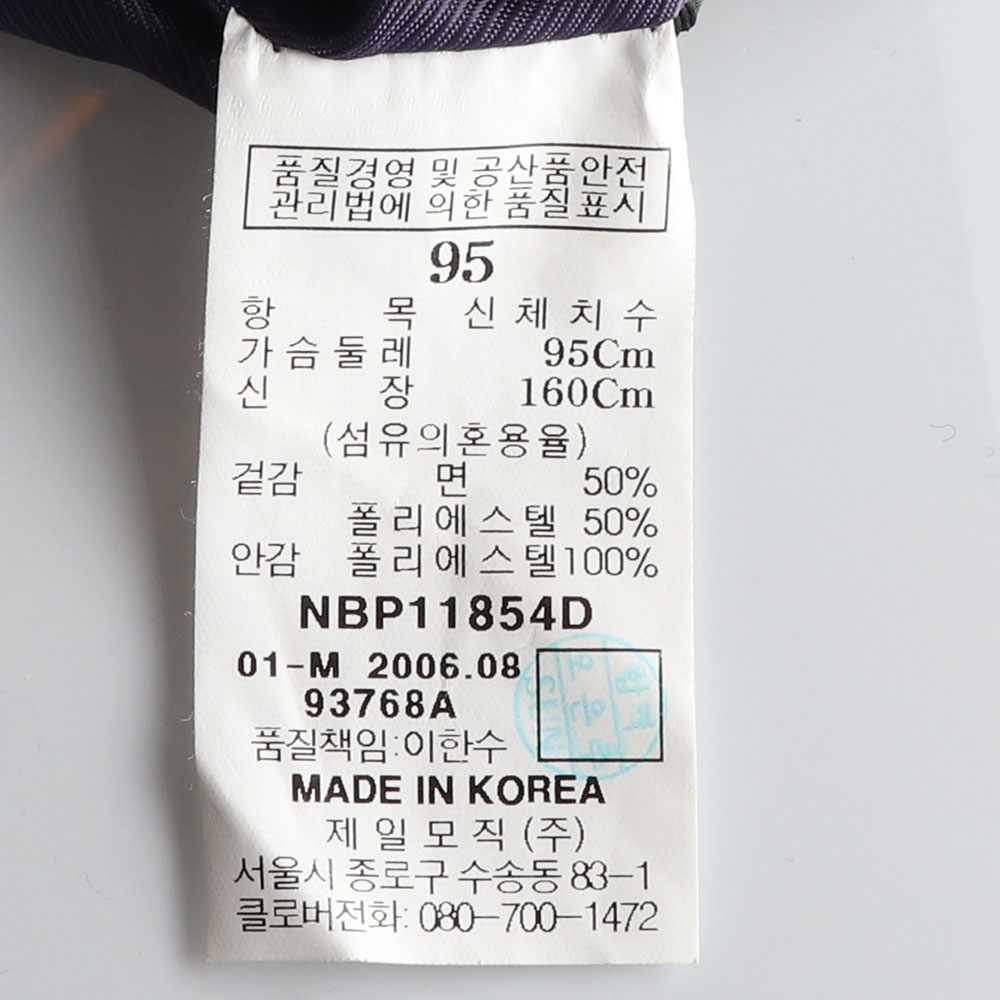 품질경영 및 공산품안전
관리법에 의한 품질표시
95
항 목 신체치수
가슴둘레 95Cm
신 장 160Cm
(섬유의혼용율)
겉감 면 50%
폴리에스텔 50%
안감 폴리에스텔100%
NBP11854D
01-M 2006.08
93768A
품질책임:이한수
MADE IN KOREA
제일모직(주)
서울시 종로구 수송동 83-1
클로버전화: 080-700-1472